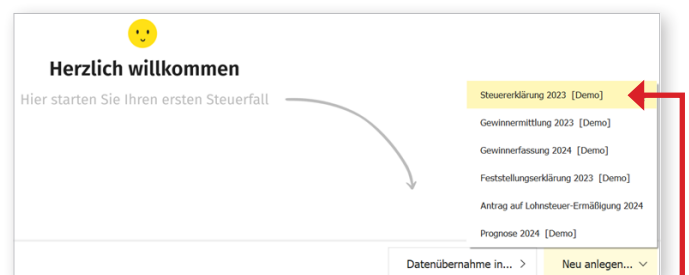 Herzlich willkommen
Hier starten Sie Ihren ersten Steuerfall
Steuererklärung 2023 [Demo]
Gewinnermittlung 2023 [Demo]
Gewinnerfassung 2024 [Demo]
Feststellungserklärung 2023 [Demo]
Antrag auf Lohnsteuer-Ermäßigung 2024
Prognose 2024 [Demo]
Datenübernahme in... >
Neu anlegen...